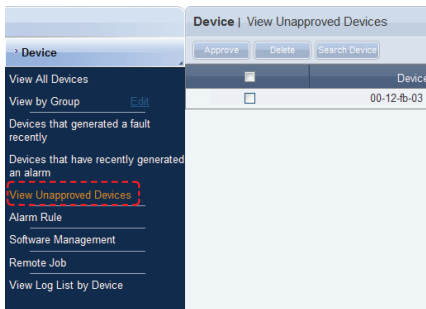 Device | View Unapproved Devices
Device
Approve Delete Search Device
View All Devices
Device
View by Group Edit
00-12-fb-03
Devices that generated a fault
recently
Devices that have recently generated
an alarm
View Unapproved Devices
Alarm Rule
Software Management
Remote Job
View Log List by Device